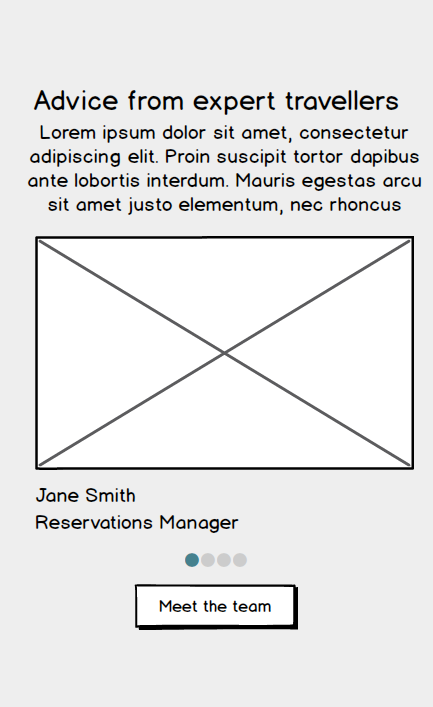 Advice from expert travellers
Lorem ipsum dolor sit amet, consectetur
adipiscing elit. Proin suscipit tortor dapibus
ante lobortis interdum. Mauris egestas arcu
sit amet justo elementum, nec rhoncus
Jane Smith
Reservations Manager
Meet the team